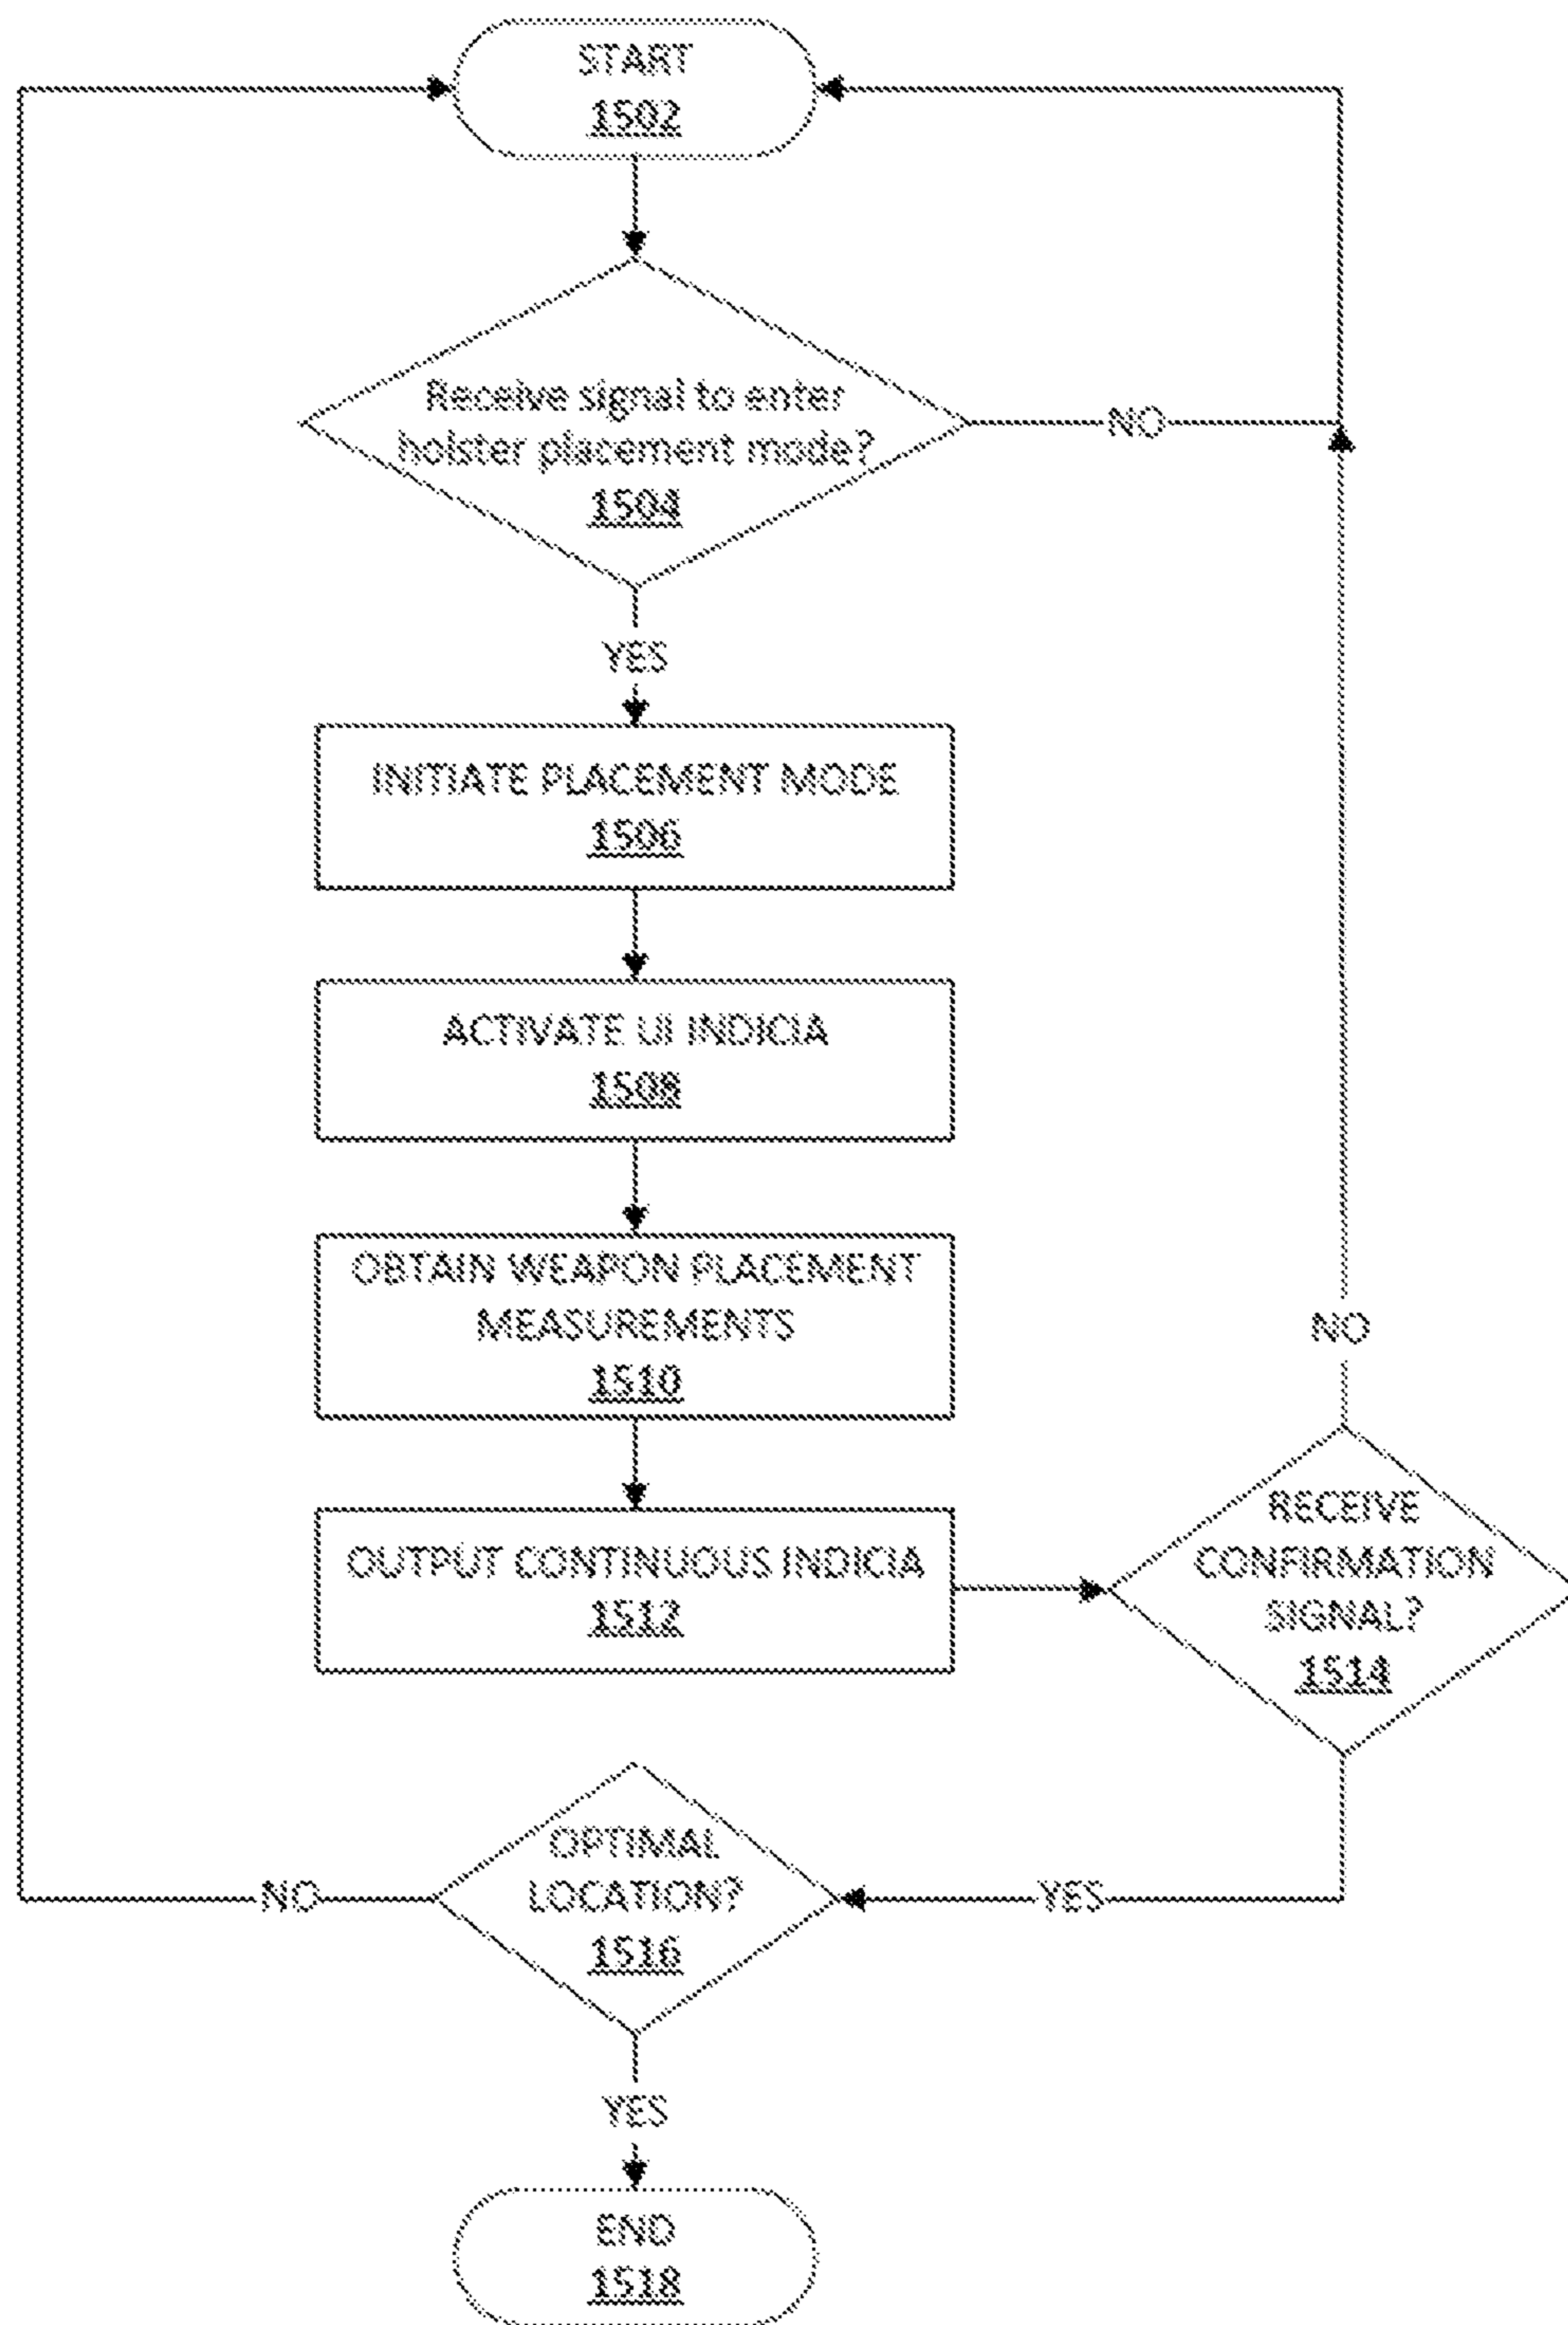 START
1502
Receive signal to enter
holster placement mode?
1504
NO
YES
INITIATE PLACEMENT MODE
1506
ACTIVATE UI INDICIA
1508
OBTAIN WEAPON PLACEMENT
MEASUREMENTS
1510
NO
OUTPUT CONTINUOUS INDICIA
1512
RECEIVE
CONFIRMATION
SIGNAL?
1514
YES
OPTIMAL
LOCATION?
1516
NO
YES
END
1518